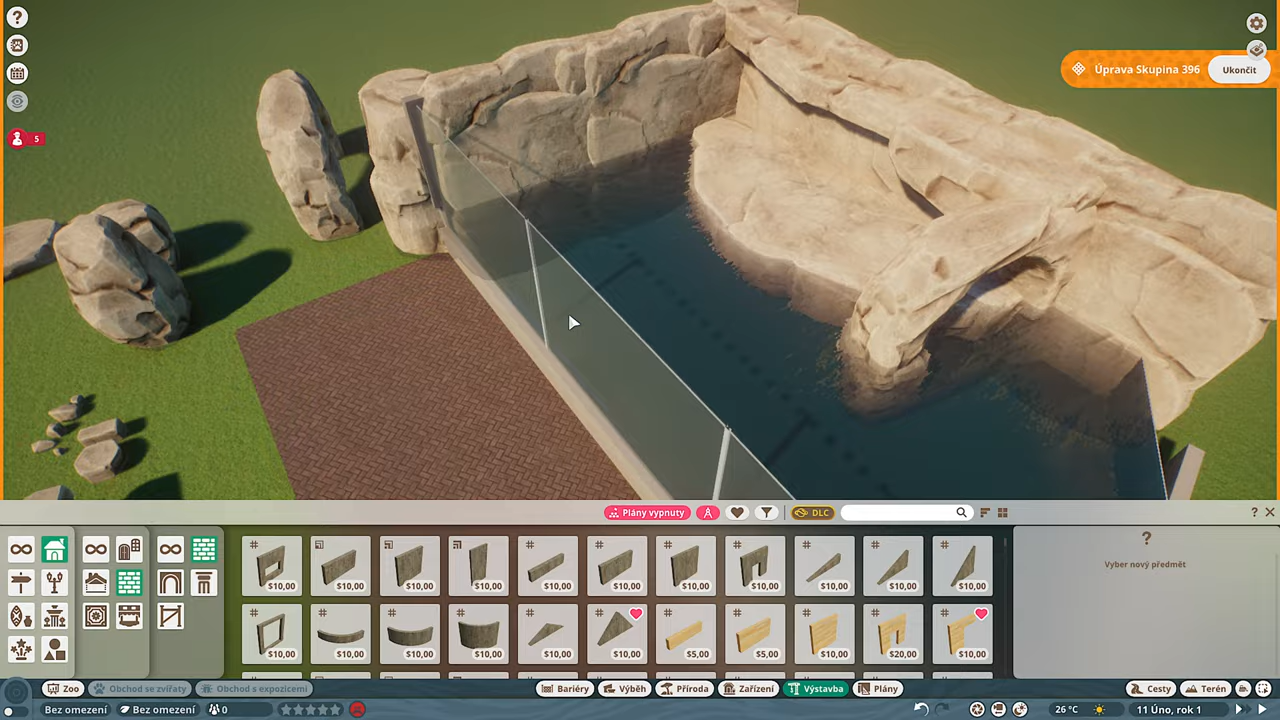 ?
Úprava Skupina 396
Ukončit
5
Plány vypnuty
DLC
? ×
$10,00 $10,00 $10,00 $10,00 $10,00 $10,00 $10,00 $10,00 $10,00 $10,00 $10,00
$10,00 $10,00 $10,00 $10,00 $10,00 $10,00 $5,00 $5,00 $10,00 $20,00 $10,00
?
Vyber nový předmět
Zoo
Obchod se zvířaty
Obchod s expozicemi
Bariéry
Výběh
Příroda
Zařízení
Výstavba
Plány
Cesty
Terén
Bez omezení
Bez omezení
0
26 °C
11 Úno, rok 1